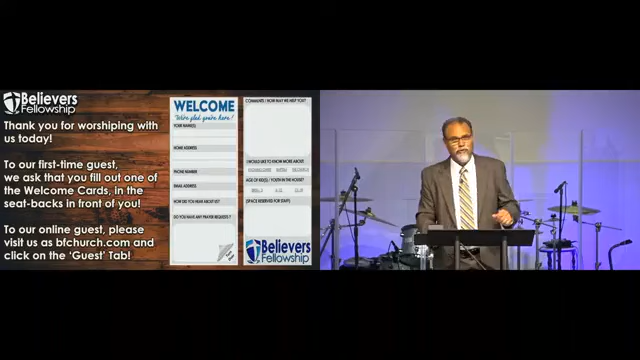 Believers
Fellowship
Thank you for worshiping with
us today!
To our first-time guest,
we ask that you fill out one of
the Welcome Cards, in the
seat-backs in front of you!
To our online guest, please
visit us as bfchurch.com and
click on the ‘Guest’ Tab!
WELCOME
We're glad you're here!
YOUR NAME(S)
HOME ADDRESS
PHONE NUMBER
EMAIL ADDRESS
HOW DID YOU HEAR ABOUT US?
DO YOU HAVE ANY PRAYER REQUESTS?
COMMENTS / HOW MAY WE HELP YOU?
I WOULD LIKE TO KNOW MORE ABOUT
AGE OF KID(S) / YOUTH IN THE HOUSE?
(SPACE RESERVED FOR STAFF)
Believers
Fellowship